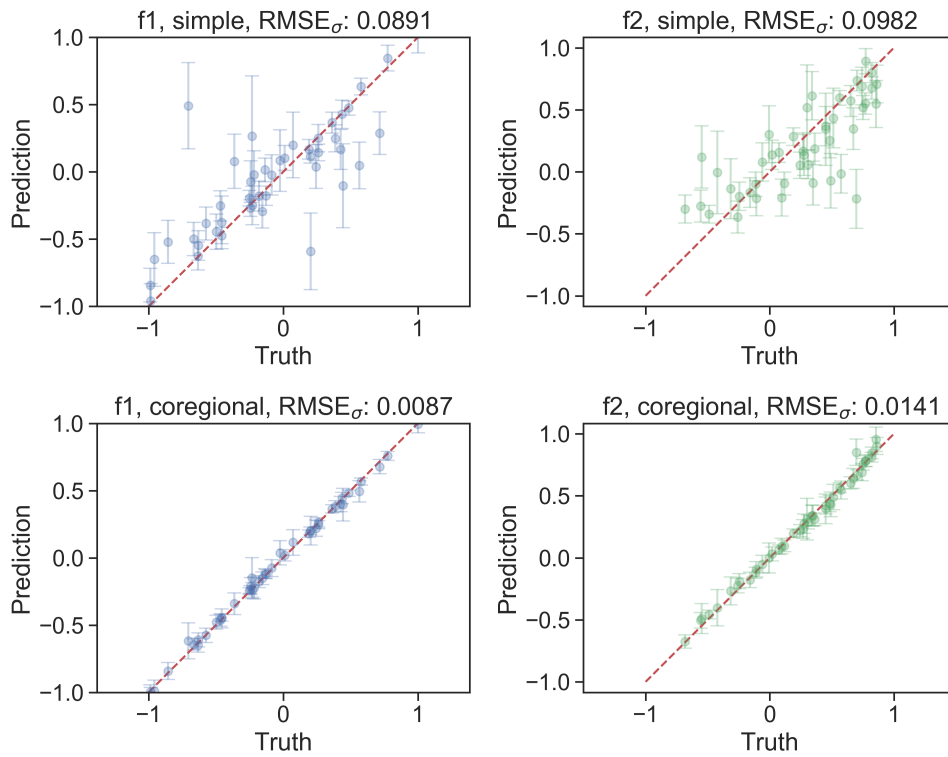 f1, simple, RMSEσ: 0.0891
1.0
0.5
0.0
−0.5
−1.0
Prediction
−1
0
1
Truth
f2, simple, RMSEσ: 0.0982
1.0
0.5
0.0
−0.5
−1.0
Prediction
−1
0
1
Truth
f1, coregional, RMSEσ: 0.0087
1.0
0.5
0.0
−0.5
−1.0
Prediction
−1
0
1
Truth
f2, coregional, RMSEσ: 0.0141
1.0
0.5
0.0
−0.5
−1.0
Prediction
−1
0
1
Truth